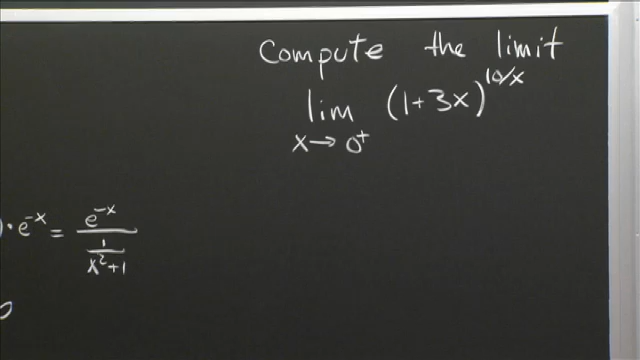 Compute the limit
lim (1+3x)^{10/x}
x → 0⁺
) · e^{-x} = e^{-x} / (1/(x²+1))